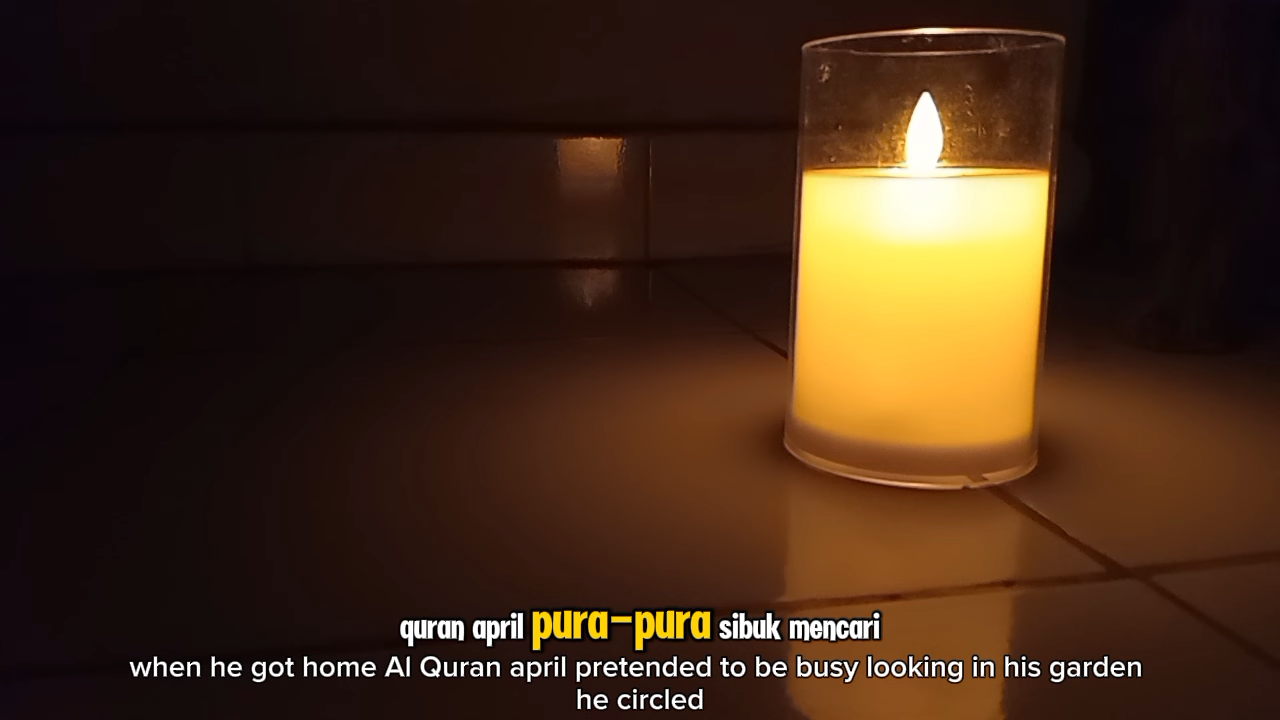 quran april pura-pura sibuk mencari
when he got home Al Quran april pretended to be busy looking in his garden
he circled